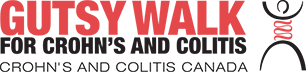 GUTSY WALK
FOR CROHN'S AND COLITIS
CROHN'S AND COLITIS CANADA